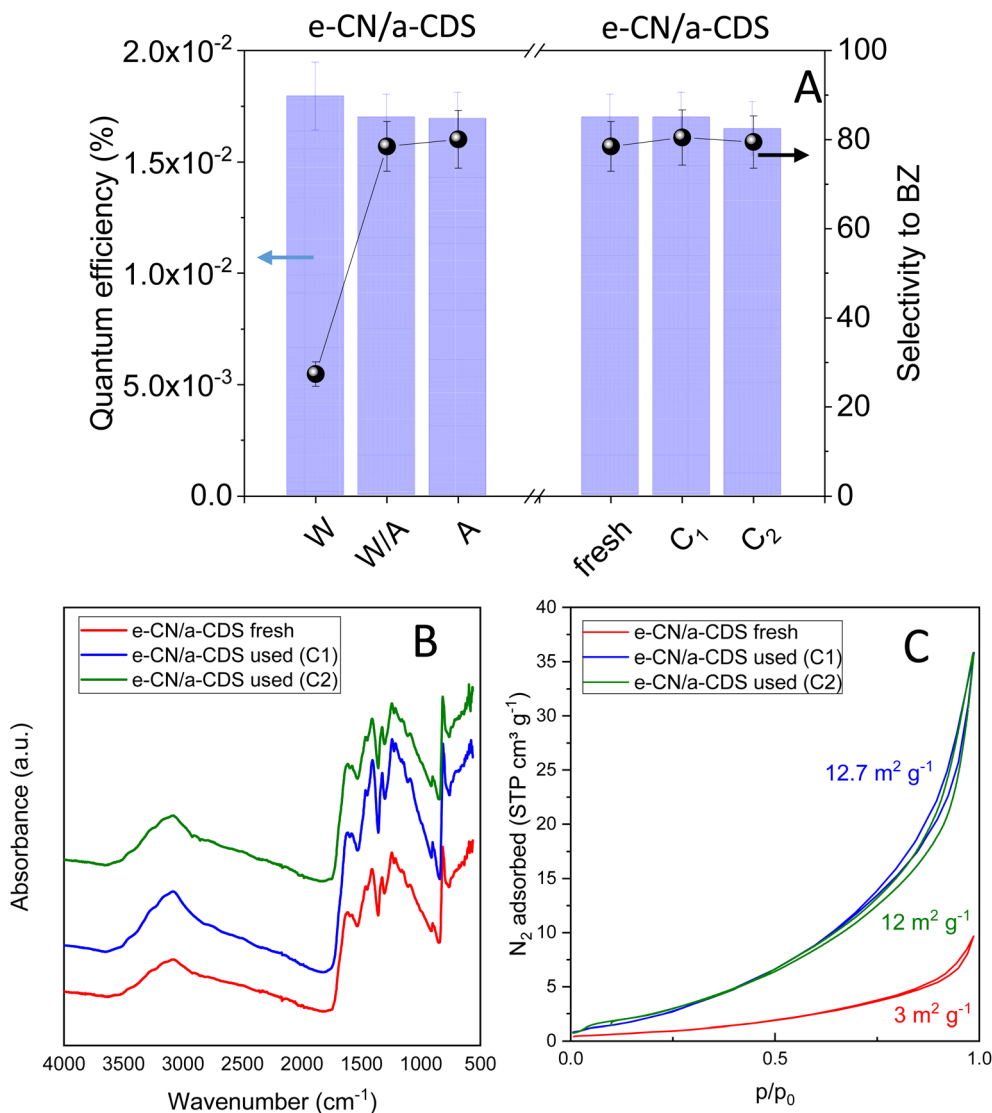 e-CN/a-CDS e-CN/a-CDS
A
Quantum efficiency (%)
2.0x10⁻²
1.5x10⁻²
1.0x10⁻²
5.0x10⁻³
0.0
100
80
60
40
20
0
Selectivity to BZ
W W/A A fresh C₁ C₂
B
e-CN/a-CDS fresh
e-CN/a-CDS used (C1)
e-CN/a-CDS used (C2)
Absorbance (a.u.)
4000 3500 3000 2500 2000 1500 1000 500
Wavenumber (cm⁻¹)
C
e-CN/a-CDS fresh
e-CN/a-CDS used (C1)
e-CN/a-CDS used (C2)
N₂ adsorbed (STP cm³ g⁻¹)
40
35
30
25
20
15
10
5
0
12.7 m² g⁻¹
12 m² g⁻¹
3 m² g⁻¹
0.0 0.5 1.0
p/p₀